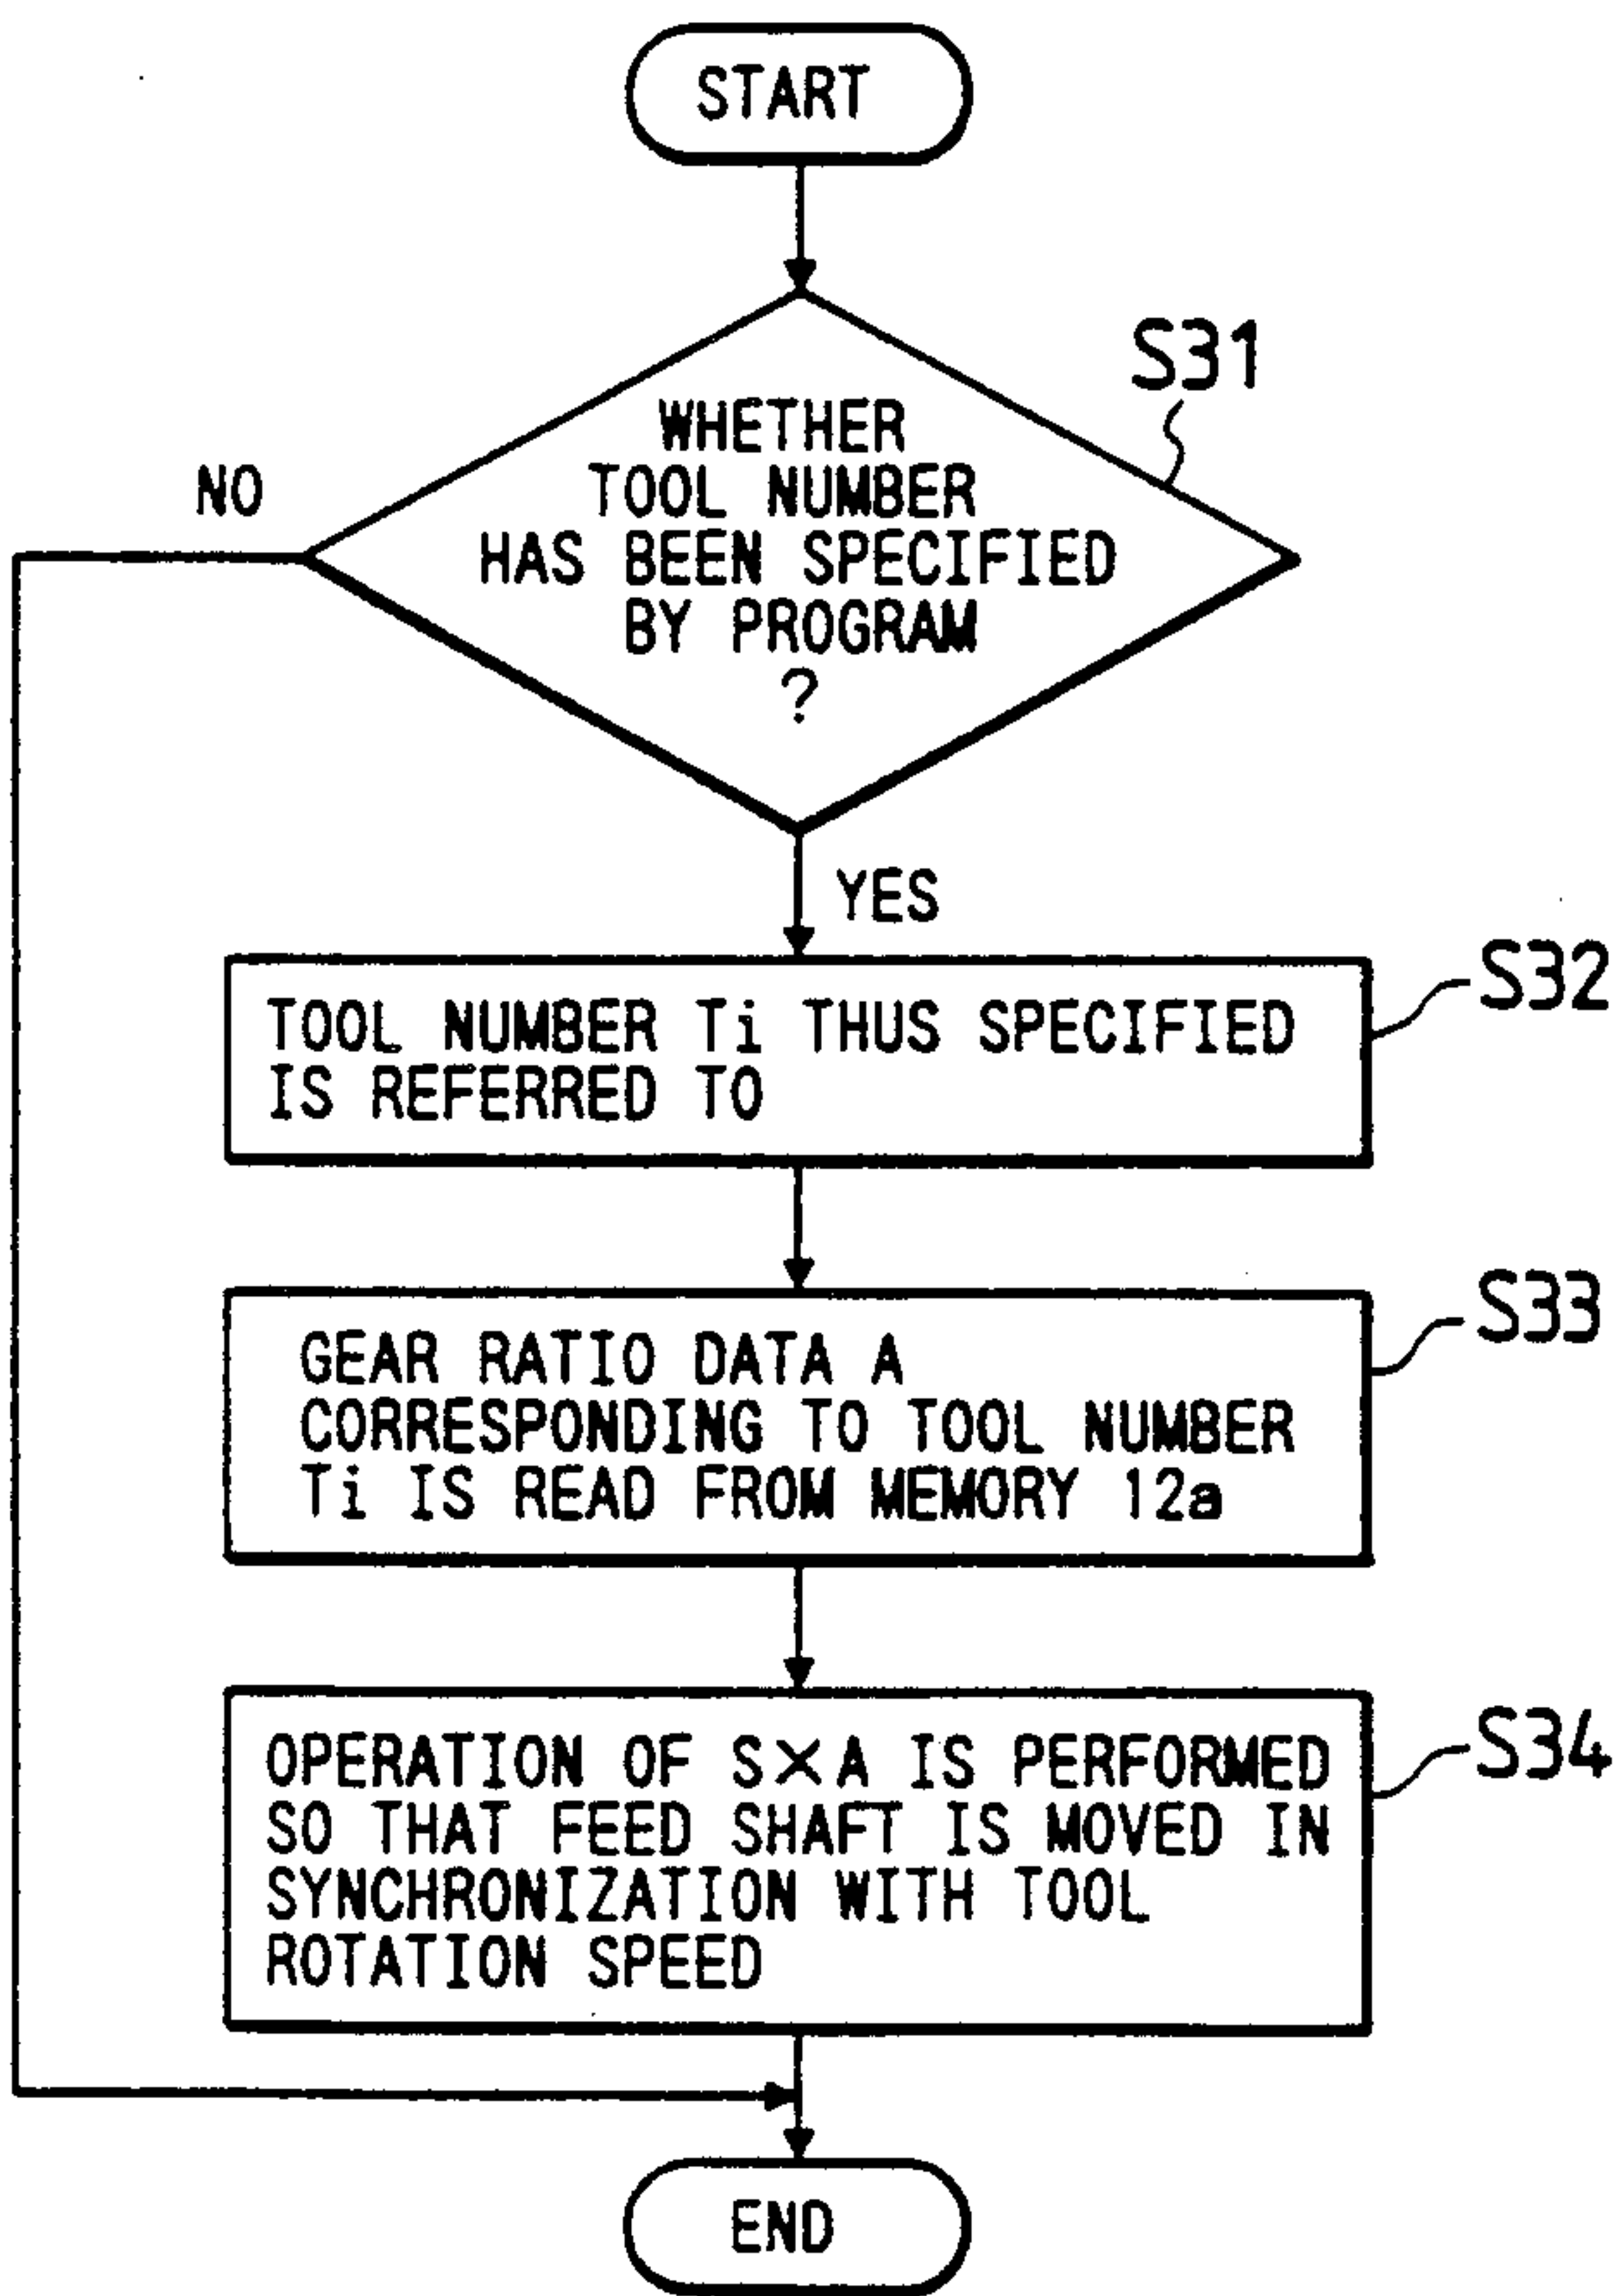 START
S31
WHETHER
TOOL NUMBER
HAS BEEN SPECIFIED
BY PROGRAM
?
NO
YES
S32
TOOL NUMBER Ti THUS SPECIFIED
IS REFERRED TO
S33
GEAR RATIO DATA A
CORRESPONDING TO TOOL NUMBER
Ti IS READ FROM MEMORY 12a
S34
OPERATION OF S×A IS PERFORMED
SO THAT FEED SHAFT IS MOVED IN
SYNCHRONIZATION WITH TOOL
ROTATION SPEED
END